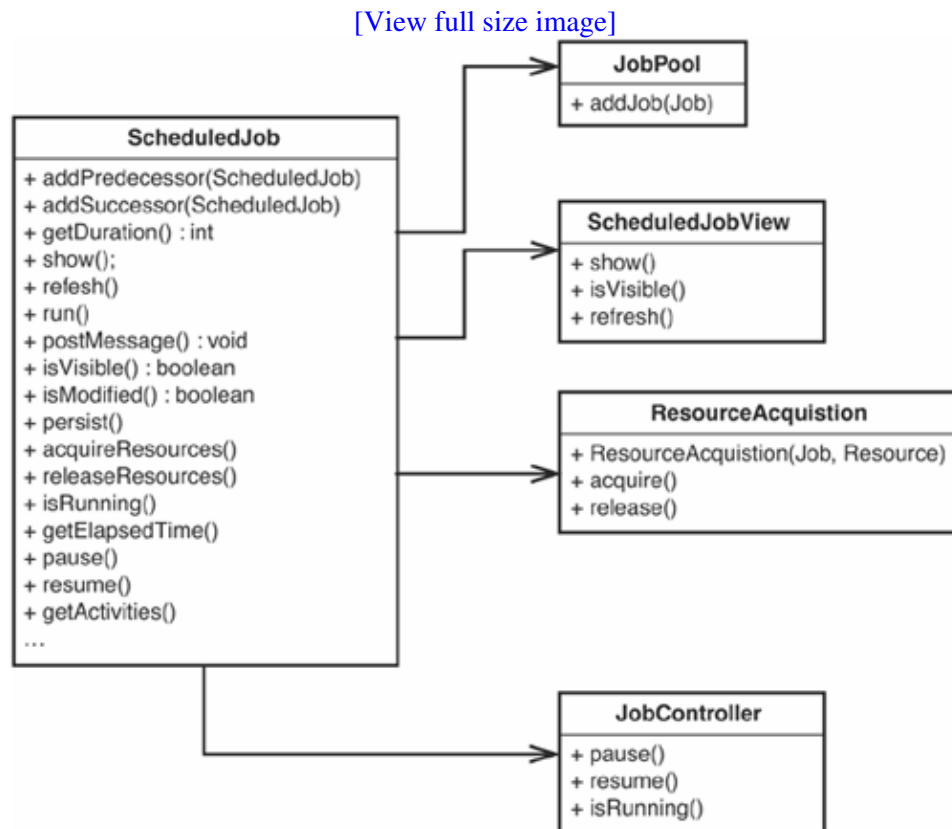 [View full size image]
JobPool
+ addJob(Job)
ScheduledJob
+ addPredecessor(ScheduledJob)
+ addSuccessor(ScheduledJob)
+ getDuration() : int
+ show();
+ refesh()
+ run()
+ postMessage() : void
+ isVisible() : boolean
+ isModified() : boolean
+ persist()
+ acquireResources()
+ releaseResources()
+ isRunning()
+ getElapsedTime()
+ pause()
+ resume()
+ getActivities()
...
ScheduledJobView
+ show()
+ isVisible()
+ refresh()
ResourceAcquistion
+ ResourceAcquistion(Job, Resource)
+ acquire()
+ release()
JobController
+ pause()
+ resume()
+ isRunning()